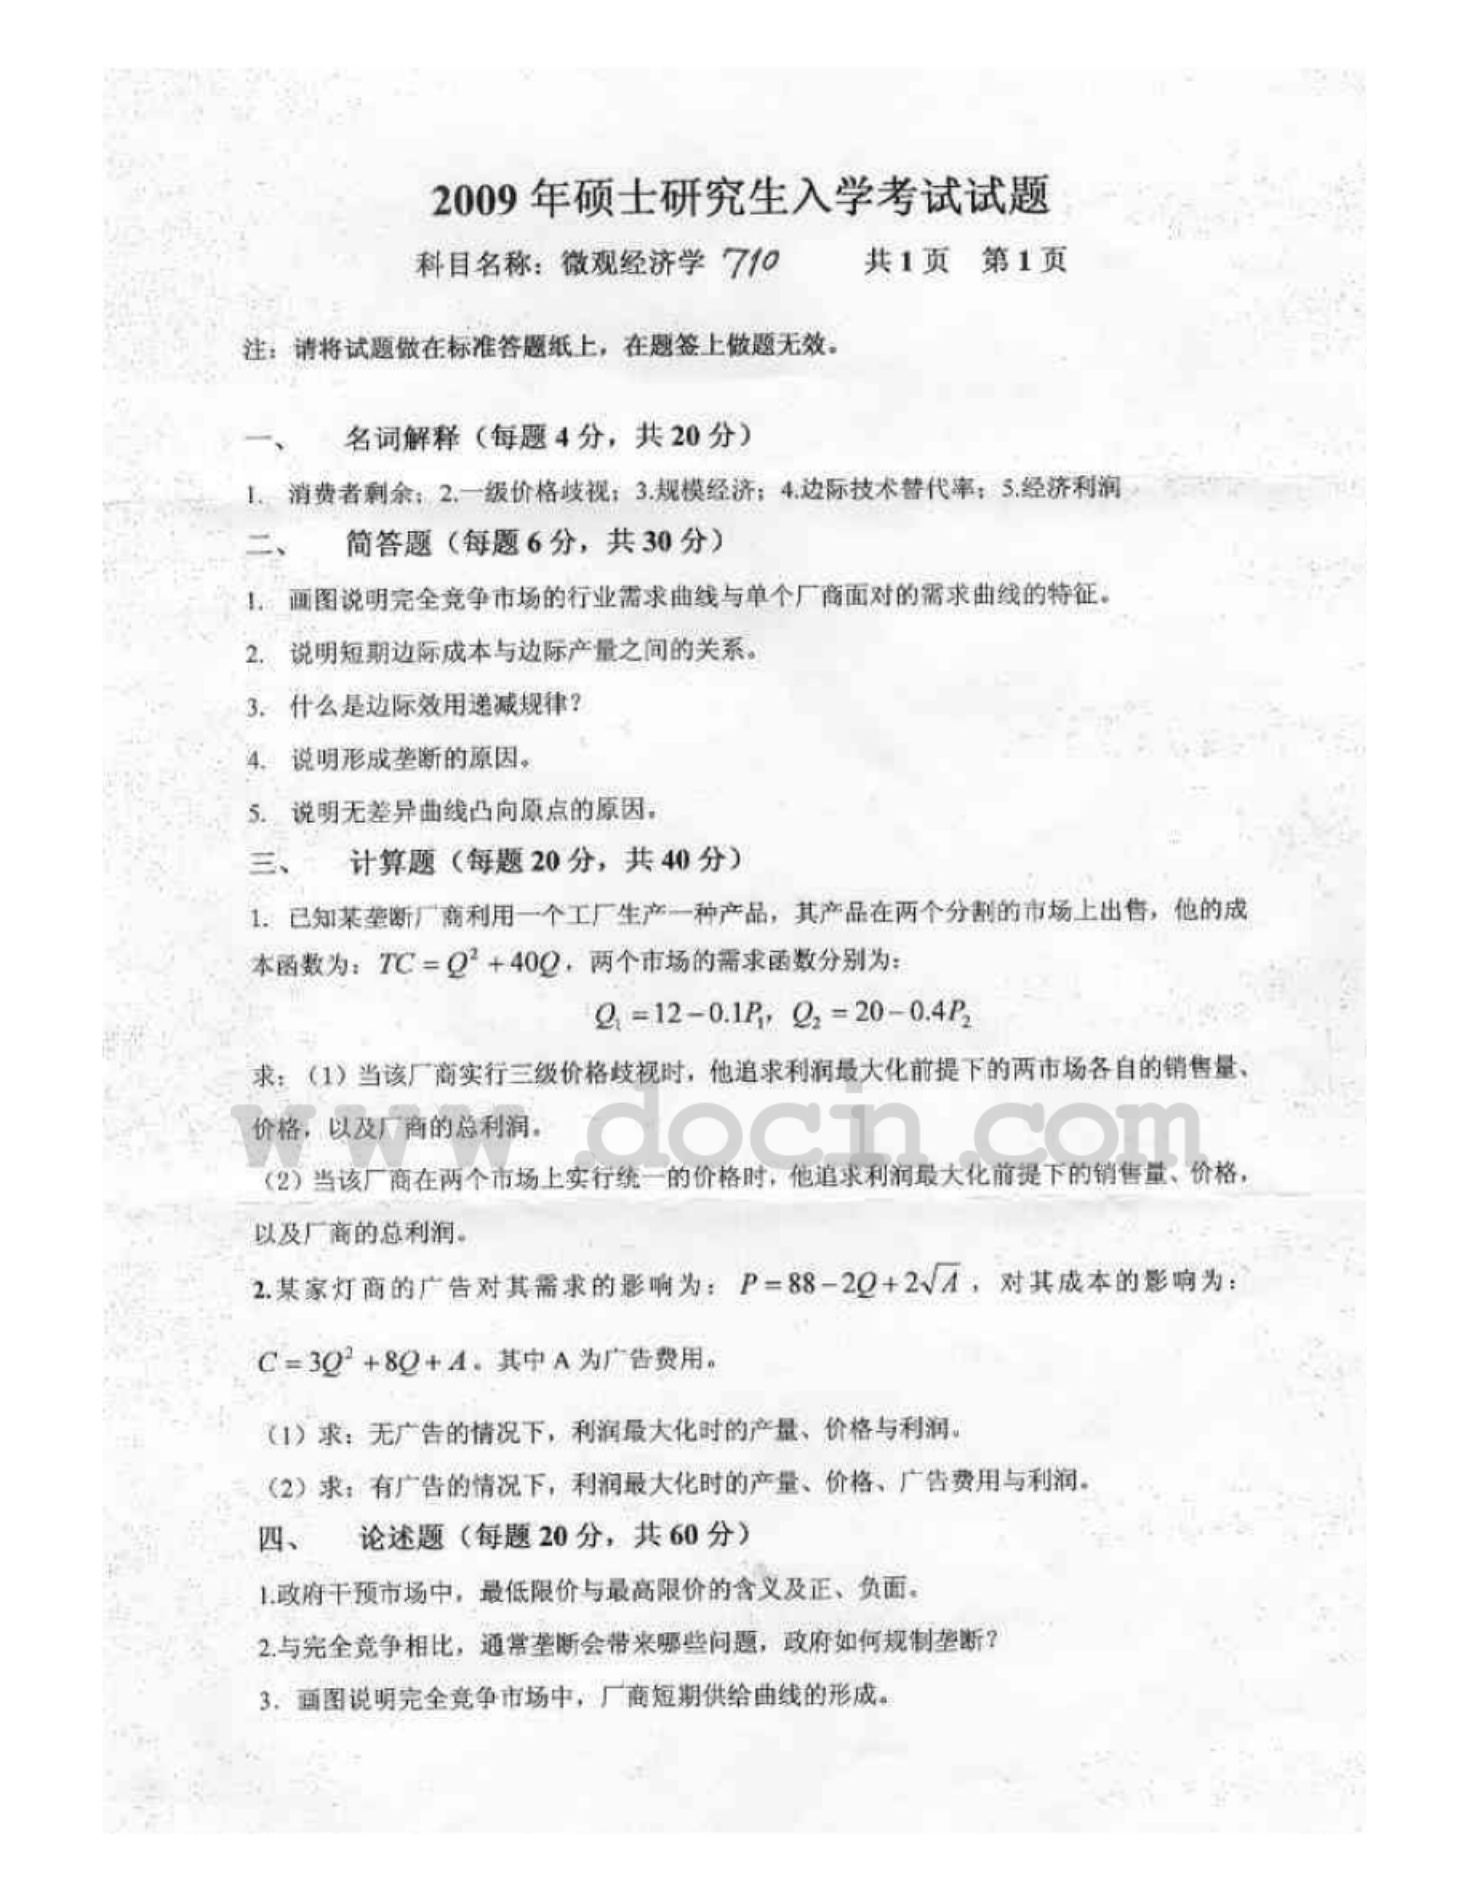 2009 年硕士研究生入学考试试题
科目名称：微观经济学 710 共 1 页 第 1 页
注：请将试题做在标准答题纸上，在题签上做题无效。
一、 名词解释（每题 4 分，共 20 分）
1. 消费者剩余；2.一级价格歧视；3.规模经济；4.边际技术替代率；5.经济利润
二、 简答题（每题 6 分，共 30 分）
1. 画图说明完全竞争市场的行业需求曲线与单个厂商面对的需求曲线的特征。
2. 说明短期边际成本与边际产量之间的关系。
3. 什么是边际效用递减规律？
4. 说明形成垄断的原因。
5. 说明无差异曲线凸向原点的原因。
三、 计算题（每题 20 分，共 40 分）
1. 已知某垄断厂商利用一个工厂生产一种产品，其产品在两个分割的市场上出售，他的成
本函数为：TC = Q² + 40Q，两个市场的需求函数分别为：
Q₁ = 12 − 0.1P₁，Q₂ = 20 − 0.4P₂
求：（1）当该厂商实行三级价格歧视时，他追求利润最大化前提下的两市场各自的销售量、
价格，以及厂商的总利润。
（2）当该厂商在两个市场上实行统一的价格时，他追求利润最大化前提下的销售量、价格，
以及厂商的总利润。
2.某家灯商的广告对其需求的影响为：P = 88 − 2Q + 2√A，对其成本的影响为：
C = 3Q² + 8Q + A。其中 A 为广告费用。
（1）求：无广告的情况下，利润最大化时的产量、价格与利润。
（2）求：有广告的情况下，利润最大化时的产量、价格、广告费用与利润。
四、 论述题（每题 20 分，共 60 分）
1.政府干预市场中，最低限价与最高限价的含义及正、负面。
2.与完全竞争相比，通常垄断会带来哪些问题，政府如何规制垄断？
3．画图说明完全竞争市场中，厂商短期供给曲线的形成。
www.docin.com